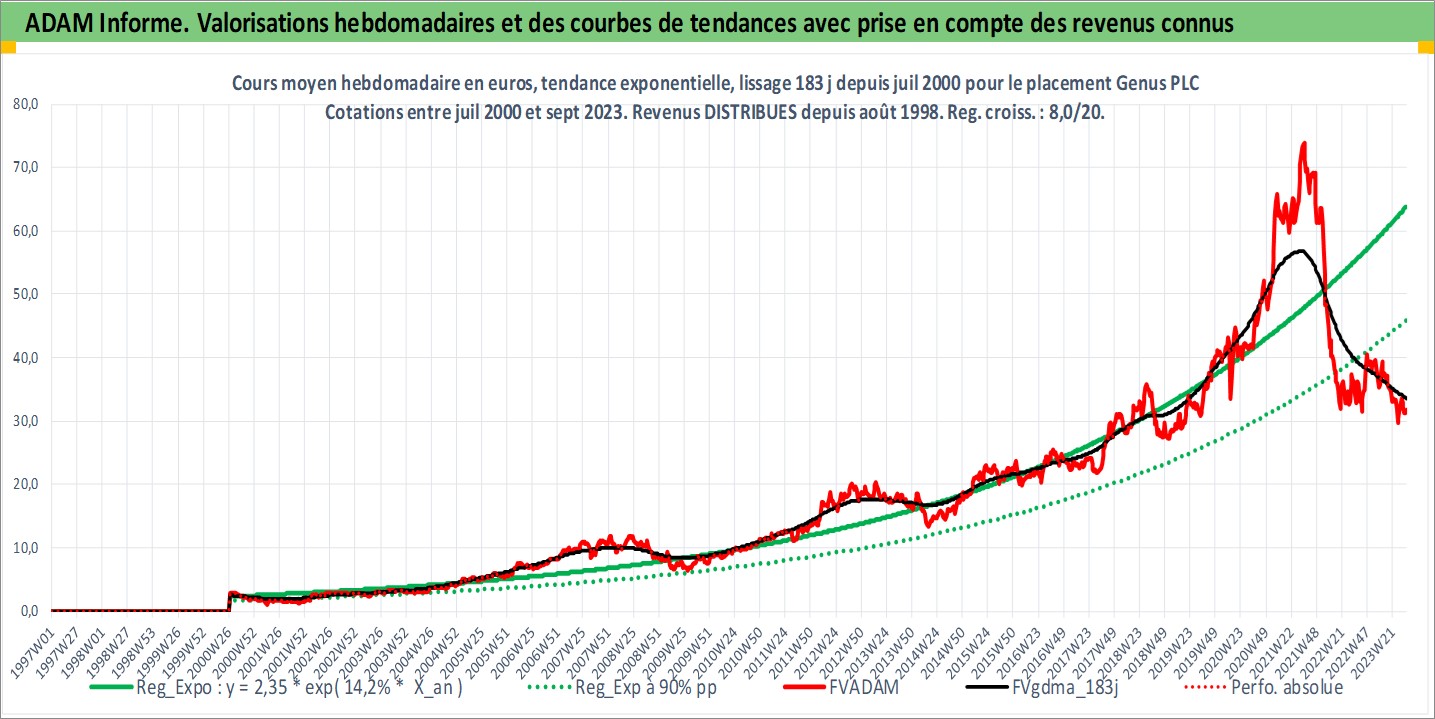 ADAM Informe. Valorisations hebdomadaires et des courbes de tendances avec prise en compte des revenus connus
Cours moyen hebdomadaire en euros, tendance exponentielle, lissage 183 j depuis juil 2000 pour le placement Genus PLC
Cotations entre juil 2000 et sept 2023. Revenus DISTRIBUES depuis août 1998. Reg. croiss. : 8,0/20.
80,0
70,0
60,0
50,0
40,0
30,0
20,0
10,0
0,0
1997W01 1997W27 1998W01 1998W27 1998W53 1999W26 1999W52 2000W26 2000W52 2001W26 2001W52 2002W26 2002W52 2003W26 2003W52 2004W26 2004W52 2005W25 2005W51 2006W25 2006W51 2007W25 2007W51 2008W25 2008W51 2009W25 2009W51 2010W24 2010W50 2011W24 2011W50 2012W24 2012W50 2013W24 2013W50 2014W24 2014W50 2015W24 2015W50 2016W23 2016W49 2017W23 2017W49 2018W23 2018W49 2019W23 2019W49 2020W23 2020W49 2021W22 2021W48 2022W21 2022W47 2023W21
Reg_Expo : y = 2,35 * exp( 14,2% * X_an ) Reg_Exp à 90% pp FVADAM FVgdma_183j Perfo. absolue